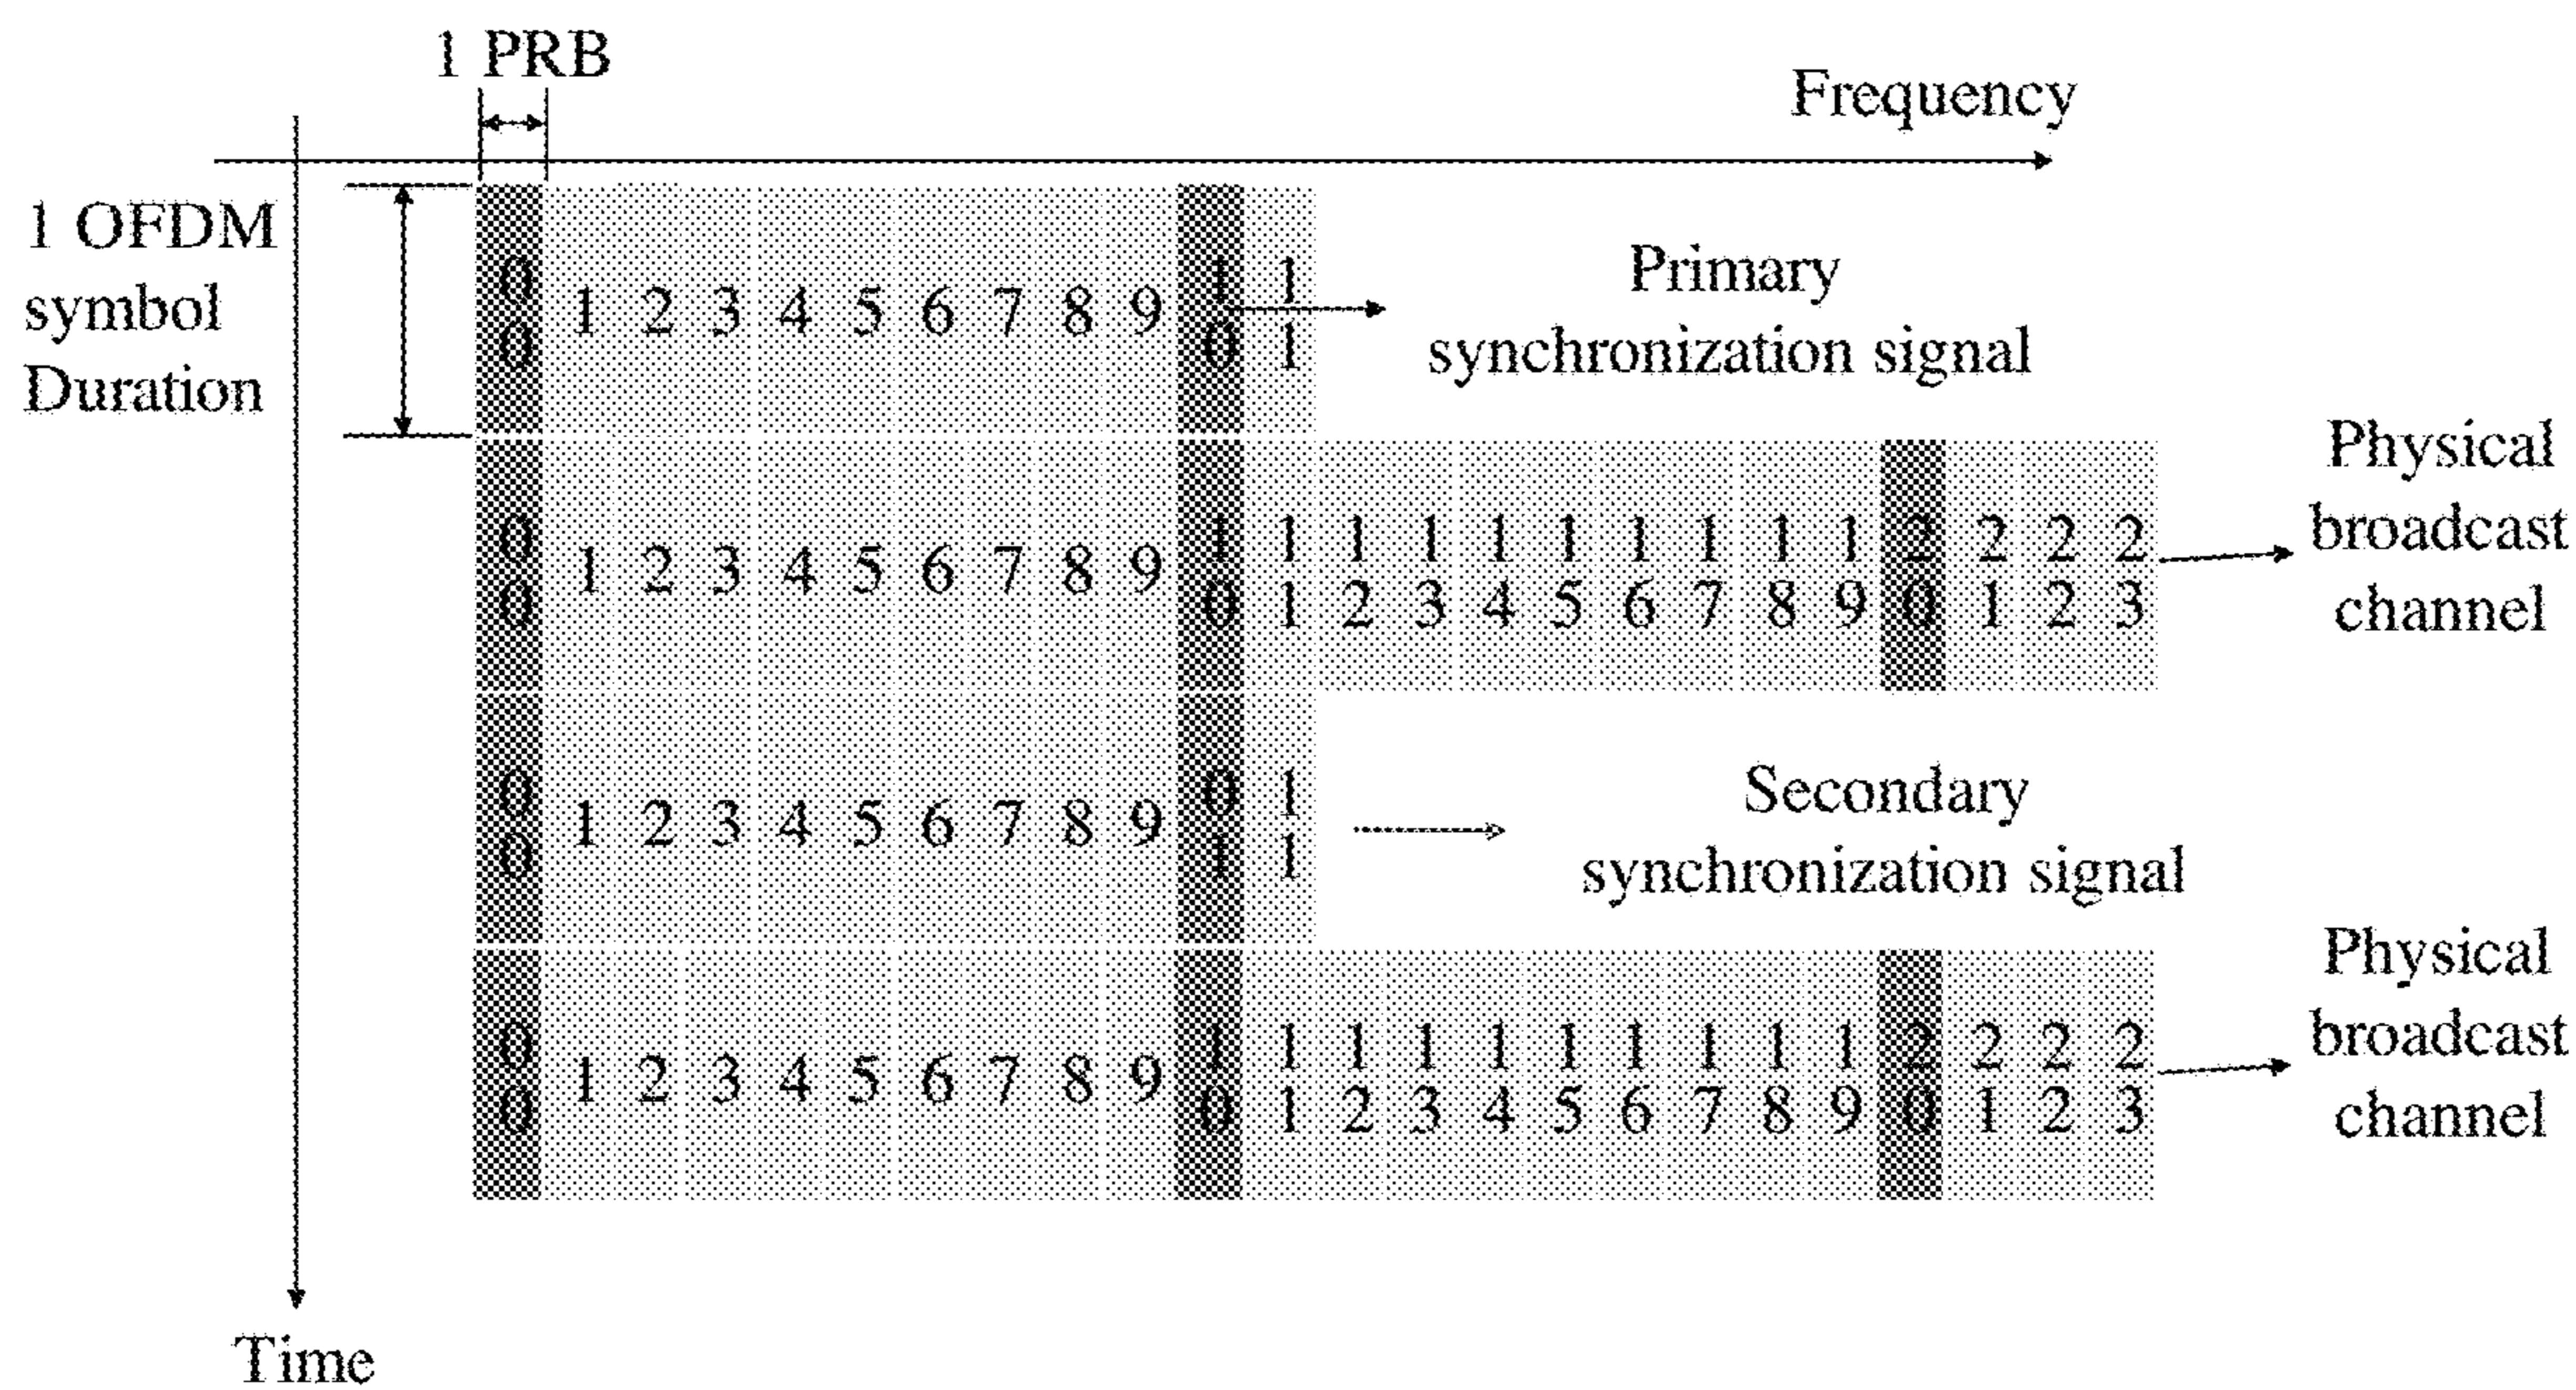 1 PRB
Frequency
1 OFDM
symbol
Duration
0 1 1
0 1 2 3 4 5 6 7 8 9 0 1
Primary
synchronization signal
0 1 1 1 1 1 1 1 1 1 1 2 2 2 2
0 1 2 3 4 5 6 7 8 9 0 1 2 3 4 5 6 7 8 9 0 1 2 3
Physical
broadcast
channel
0 0 1
0 1 2 3 4 5 6 7 8 9 1 1
Secondary
synchronization signal
0 1 1 1 1 1 1 1 1 1 1 2 2 2 2
0 1 2 3 4 5 6 7 8 9 0 1 2 3 4 5 6 7 8 9 0 1 2 3
Physical
broadcast
channel
Time